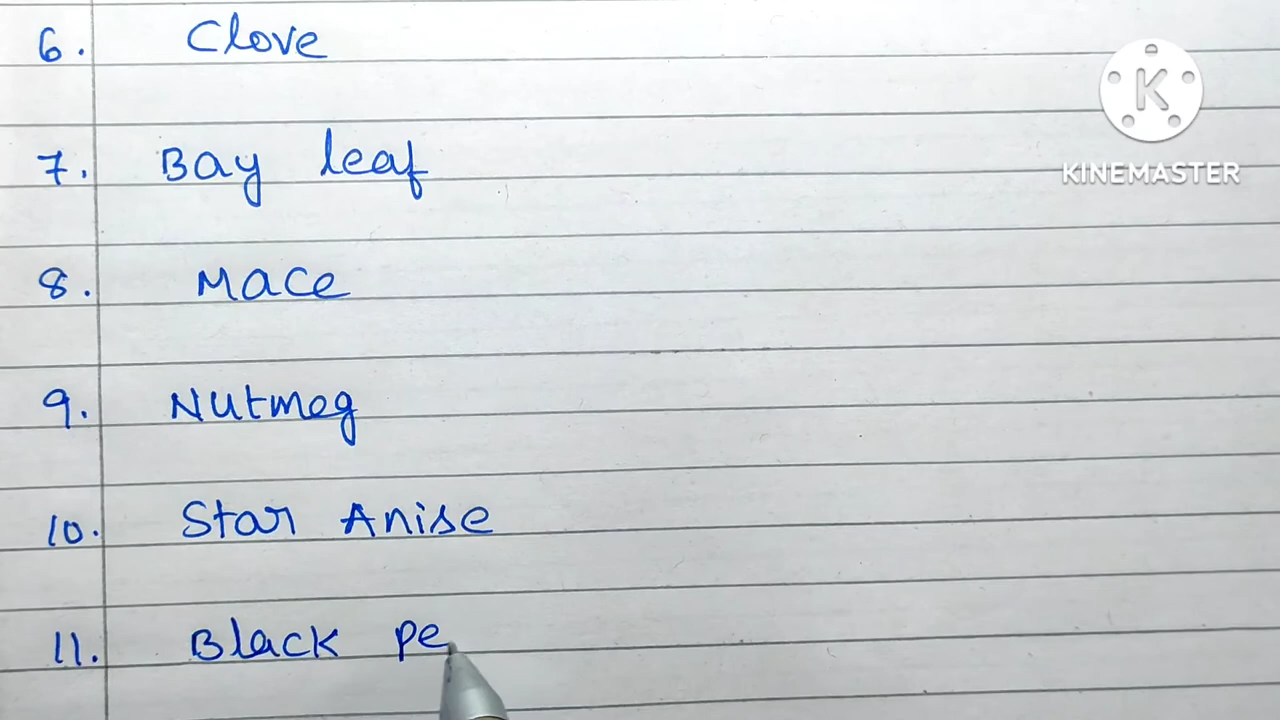 6. Clove
7. Bay leaf
8. Mace
9. Nutmeg
10. Star Anise
11. Black Pe
K
KINEMASTER